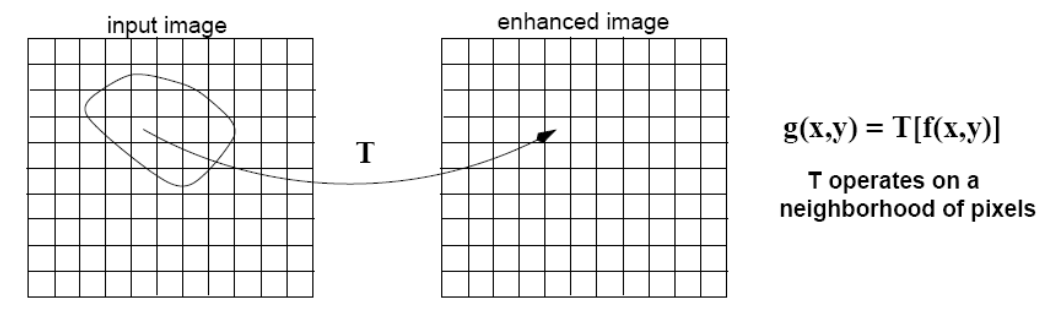 input image
enhanced image
T
g(x,y) = T[f(x,y)]
T operates on a
neighborhood of pixels